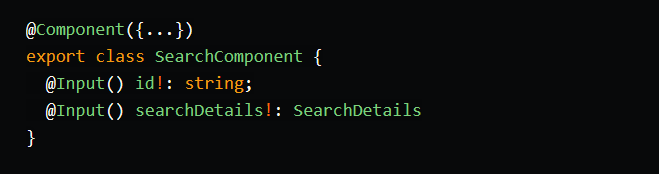 @Component({...})
export class SearchComponent {
  @Input() id!: string;
  @Input() searchDetails!: SearchDetails
}